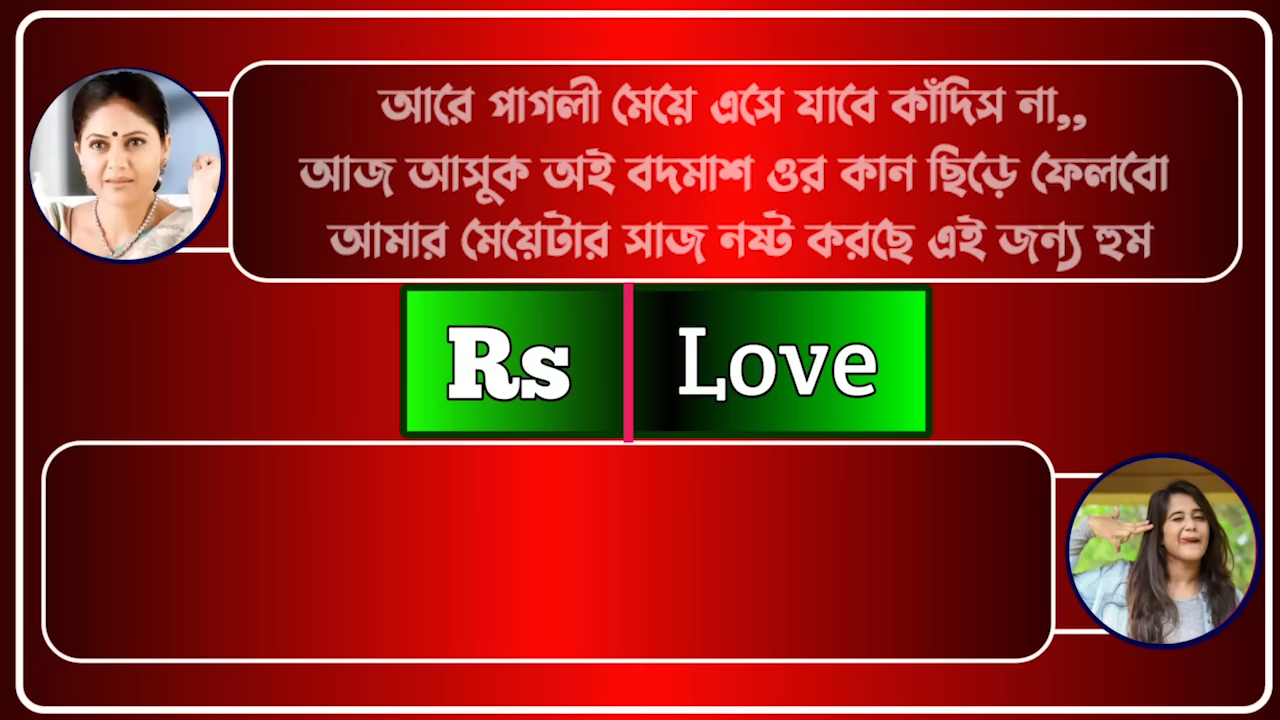 আরে পাগলী মেয়ে এসে যাবে কাঁদিস না,,
আজ আসুক অই বদমাশ ওর কান ছিড়ে ফেলবো
আমার মেয়েটার সাজ নষ্ট করছে এই জন্য হুম
Rs Love